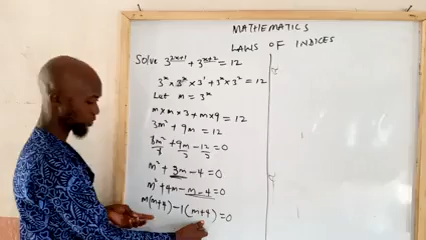 MATHEMATICS
LAWS OF INDICES
Solve 3^(2x+1) + 3^(x+2) = 12
3^x × 3^x × 3^1 + 3^x × 3^2 = 12
Let m = 3^x
m × m × 3 + m × 9 = 12
3m² + 9m = 12
3m²/3 + 9m/3 - 12/3 = 0
m² + 3m - 4 = 0
m² + 4m - m - 4 = 0
m(m+4) - 1(m+4) = 0